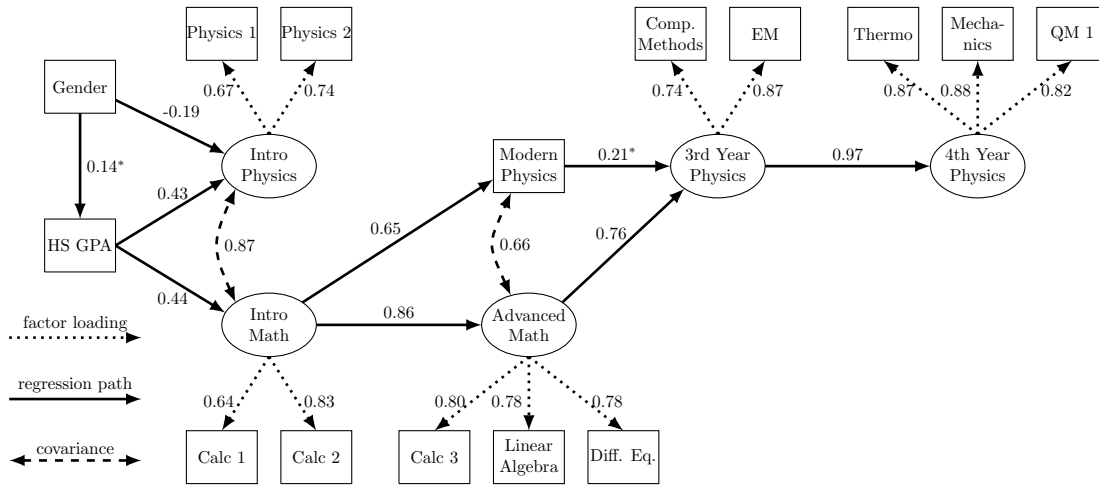 Physics 1
Physics 2
Comp.
Methods
EM
Thermo
Mecha-
nics
QM 1
Gender
0.67
0.74
0.74
0.87
0.87
0.88
0.82
-0.19
0.14*
Intro
Physics
Modern
Physics
0.21*
3rd Year
Physics
0.97
4th Year
Physics
0.43
HS GPA
0.87
0.65
0.66
0.76
0.44
Intro
Math
0.86
Advanced
Math
factor loading
regression path
covariance
0.64
0.83
0.80
0.78
0.78
Calc 1
Calc 2
Calc 3
Linear
Algebra
Diff. Eq.